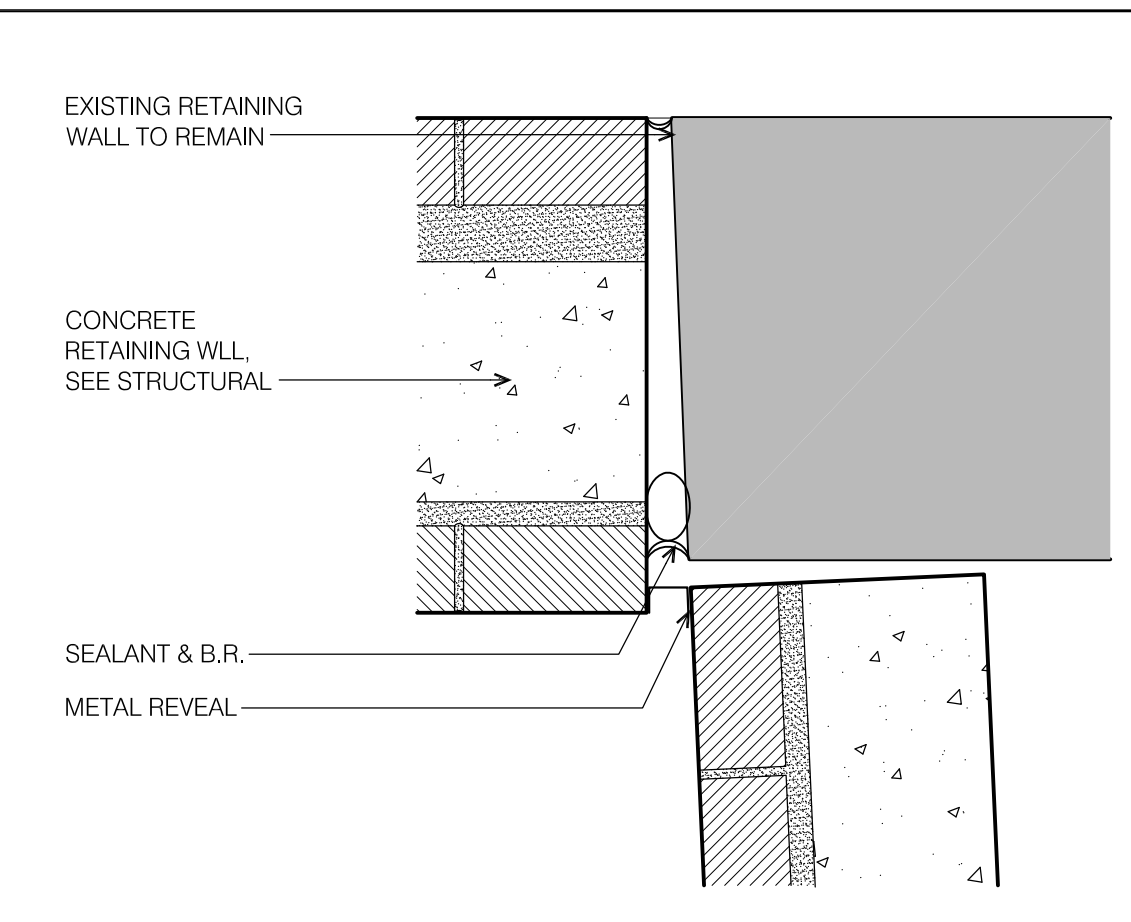 EXISTING RETAINING
WALL TO REMAIN
CONCRETE
RETAINING WLL,
SEE STRUCTURAL
SEALANT & B.R.
METAL REVEAL